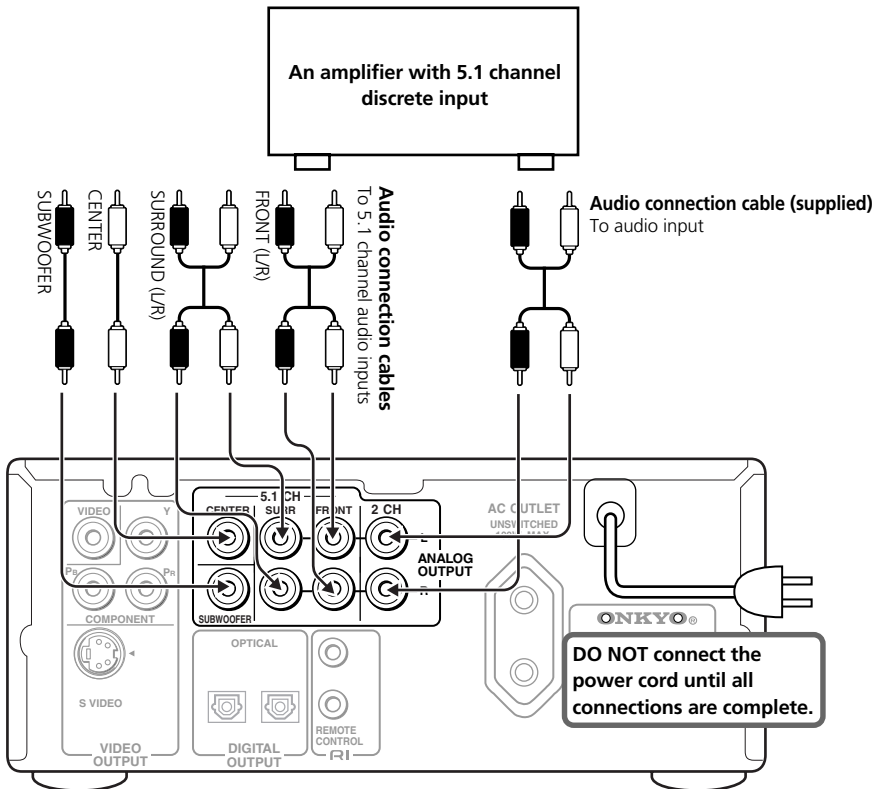 An amplifier with 5.1 channel
discrete input
SUBWOOFER
CENTER
SURROUND (L/R)
FRONT (L/R)
Audio connection cables
To 5.1 channel audio inputs
Audio connection cable (supplied)
To audio input
VIDEO
Y
PB
PR
COMPONENT
S VIDEO
VIDEO
OUTPUT
5.1 CH
CENTER
SURR
FRONT
2 CH
L
R
ANALOG
OUTPUT
SUBWOOFER
OPTICAL
DIGITAL
OUTPUT
REMOTE
CONTROL
RI
AC OUTLET
UNSWITCHED
MAX
ONKYO®
DO NOT connect the
power cord until all
connections are complete.